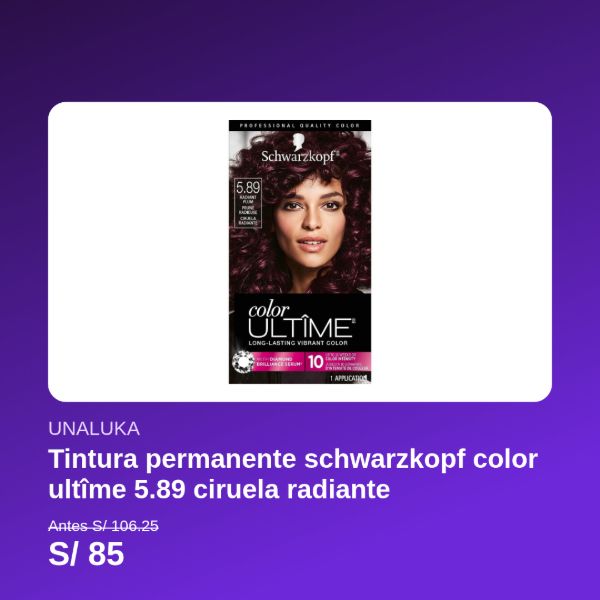 PROFESSIONAL QUALITY COLOR
Schwarzkopf
5.89
RADIANT
PLUM
PRUNE
RADIEUSE
CIRUELA
RADIANTE
color
ULTÎME
LONG-LASTING VIBRANT COLOR
DIAMOND
BRILLIANCE SERUM
10
COLOR INTENSITY
1 APPLICATION
UNALUKA
Tintura permanente schwarzkopf color
ultîme 5.89 ciruela radiante
Antes S/ 106.25
S/ 85